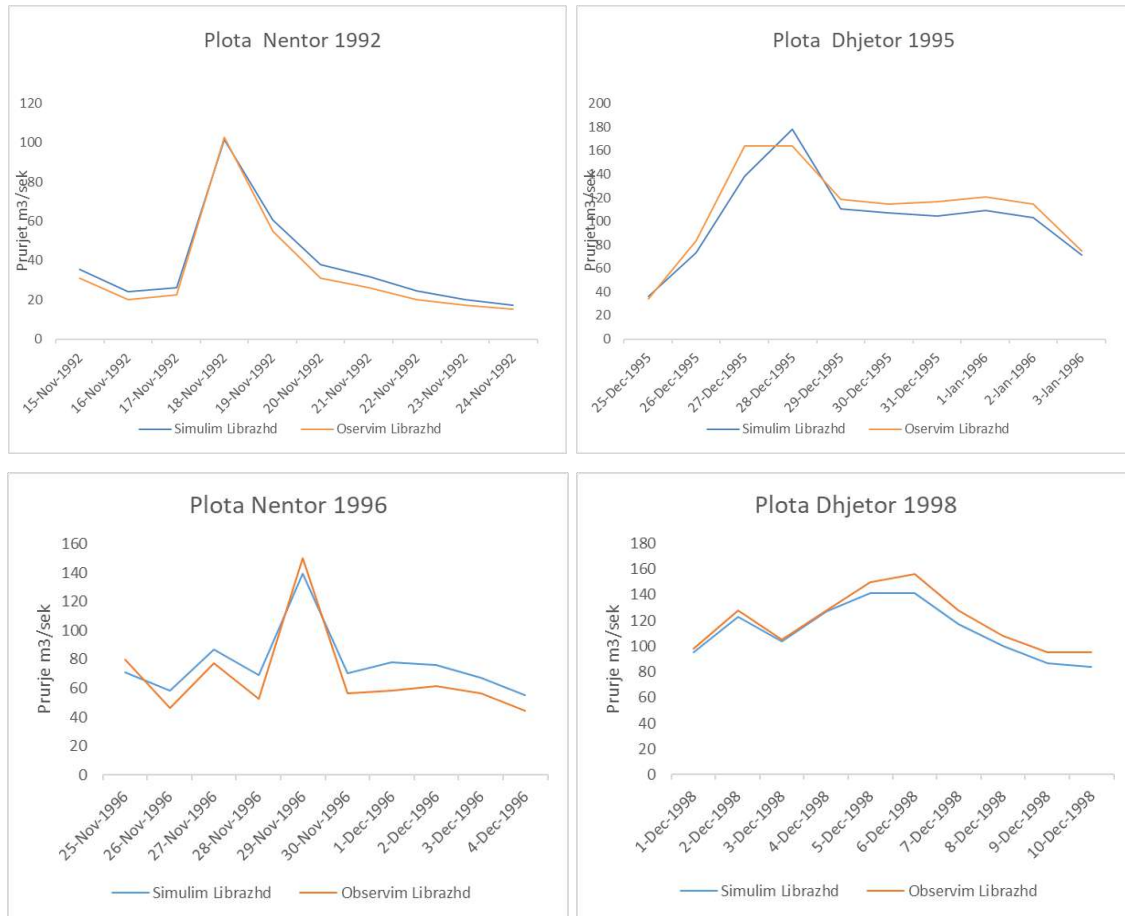 Plota Nentor 1992
Prurjet m3/sek
120
100
80
60
40
20
0
15-Nov-1992
16-Nov-1992
17-Nov-1992
18-Nov-1992
19-Nov-1992
20-Nov-1992
21-Nov-1992
22-Nov-1992
23-Nov-1992
24-Nov-1992
Simulim Librazhd
Oservim Librazhd
Plota Dhjetor 1995
Prurjet m3/sek
200
180
160
140
120
100
80
60
40
20
0
25-Dec-1995
26-Dec-1995
27-Dec-1995
28-Dec-1995
29-Dec-1995
30-Dec-1995
31-Dec-1995
1-Jan-1996
2-Jan-1996
3-Jan-1996
Simulim Librazhd
Oservim Librazhd
Plota Nentor 1996
Prurje m3/sek
160
140
120
100
80
60
40
20
0
25-Nov-1996
26-Nov-1996
27-Nov-1996
28-Nov-1996
29-Nov-1996
30-Nov-1996
1-Dec-1996
2-Dec-1996
3-Dec-1996
4-Dec-1996
Simulim Librazhd
Observim Librazhd
Plota Dhjetor 1998
Prurje m3/sek
180
160
140
120
100
80
60
40
20
0
1-Dec-1998
2-Dec-1998
3-Dec-1998
4-Dec-1998
5-Dec-1998
6-Dec-1998
7-Dec-1998
8-Dec-1998
9-Dec-1998
10-Dec-1998
Simulim Librazhd
Observim Librazhd